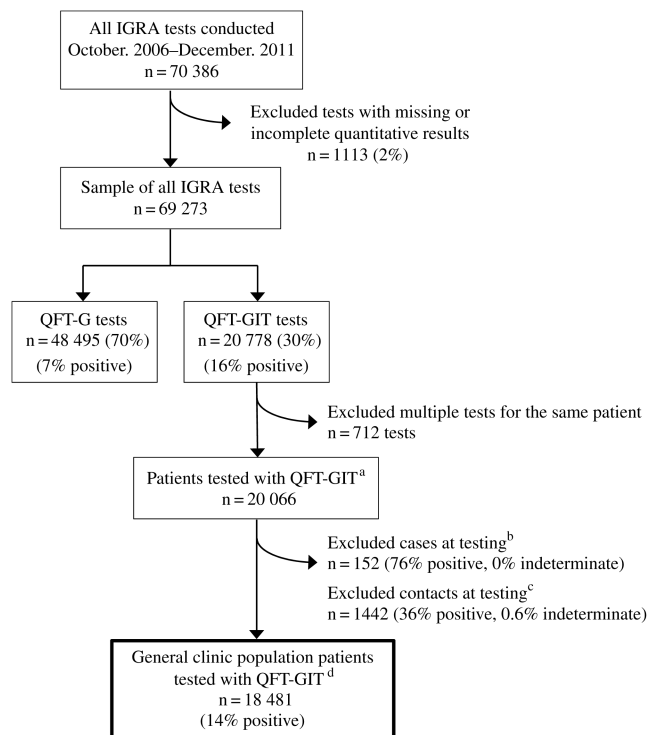 All IGRA tests conducted
October. 2006–December. 2011
n = 70 386
Excluded tests with missing or
incomplete quantitative results
n = 1113 (2%)
Sample of all IGRA tests
n = 69 273
QFT-G tests
n = 48 495 (70%)
(7% positive)
QFT-GIT tests
n = 20 778 (30%)
(16% positive)
Excluded multiple tests for the same patient
n = 712 tests
Patients tested with QFT-GITa
n = 20 066
Excluded cases at testingb
n = 152 (76% positive, 0% indeterminate)
Excluded contacts at testingc
n = 1442 (36% positive, 0.6% indeterminate)
General clinic population patients
tested with QFT-GITd
n = 18 481
(14% positive)